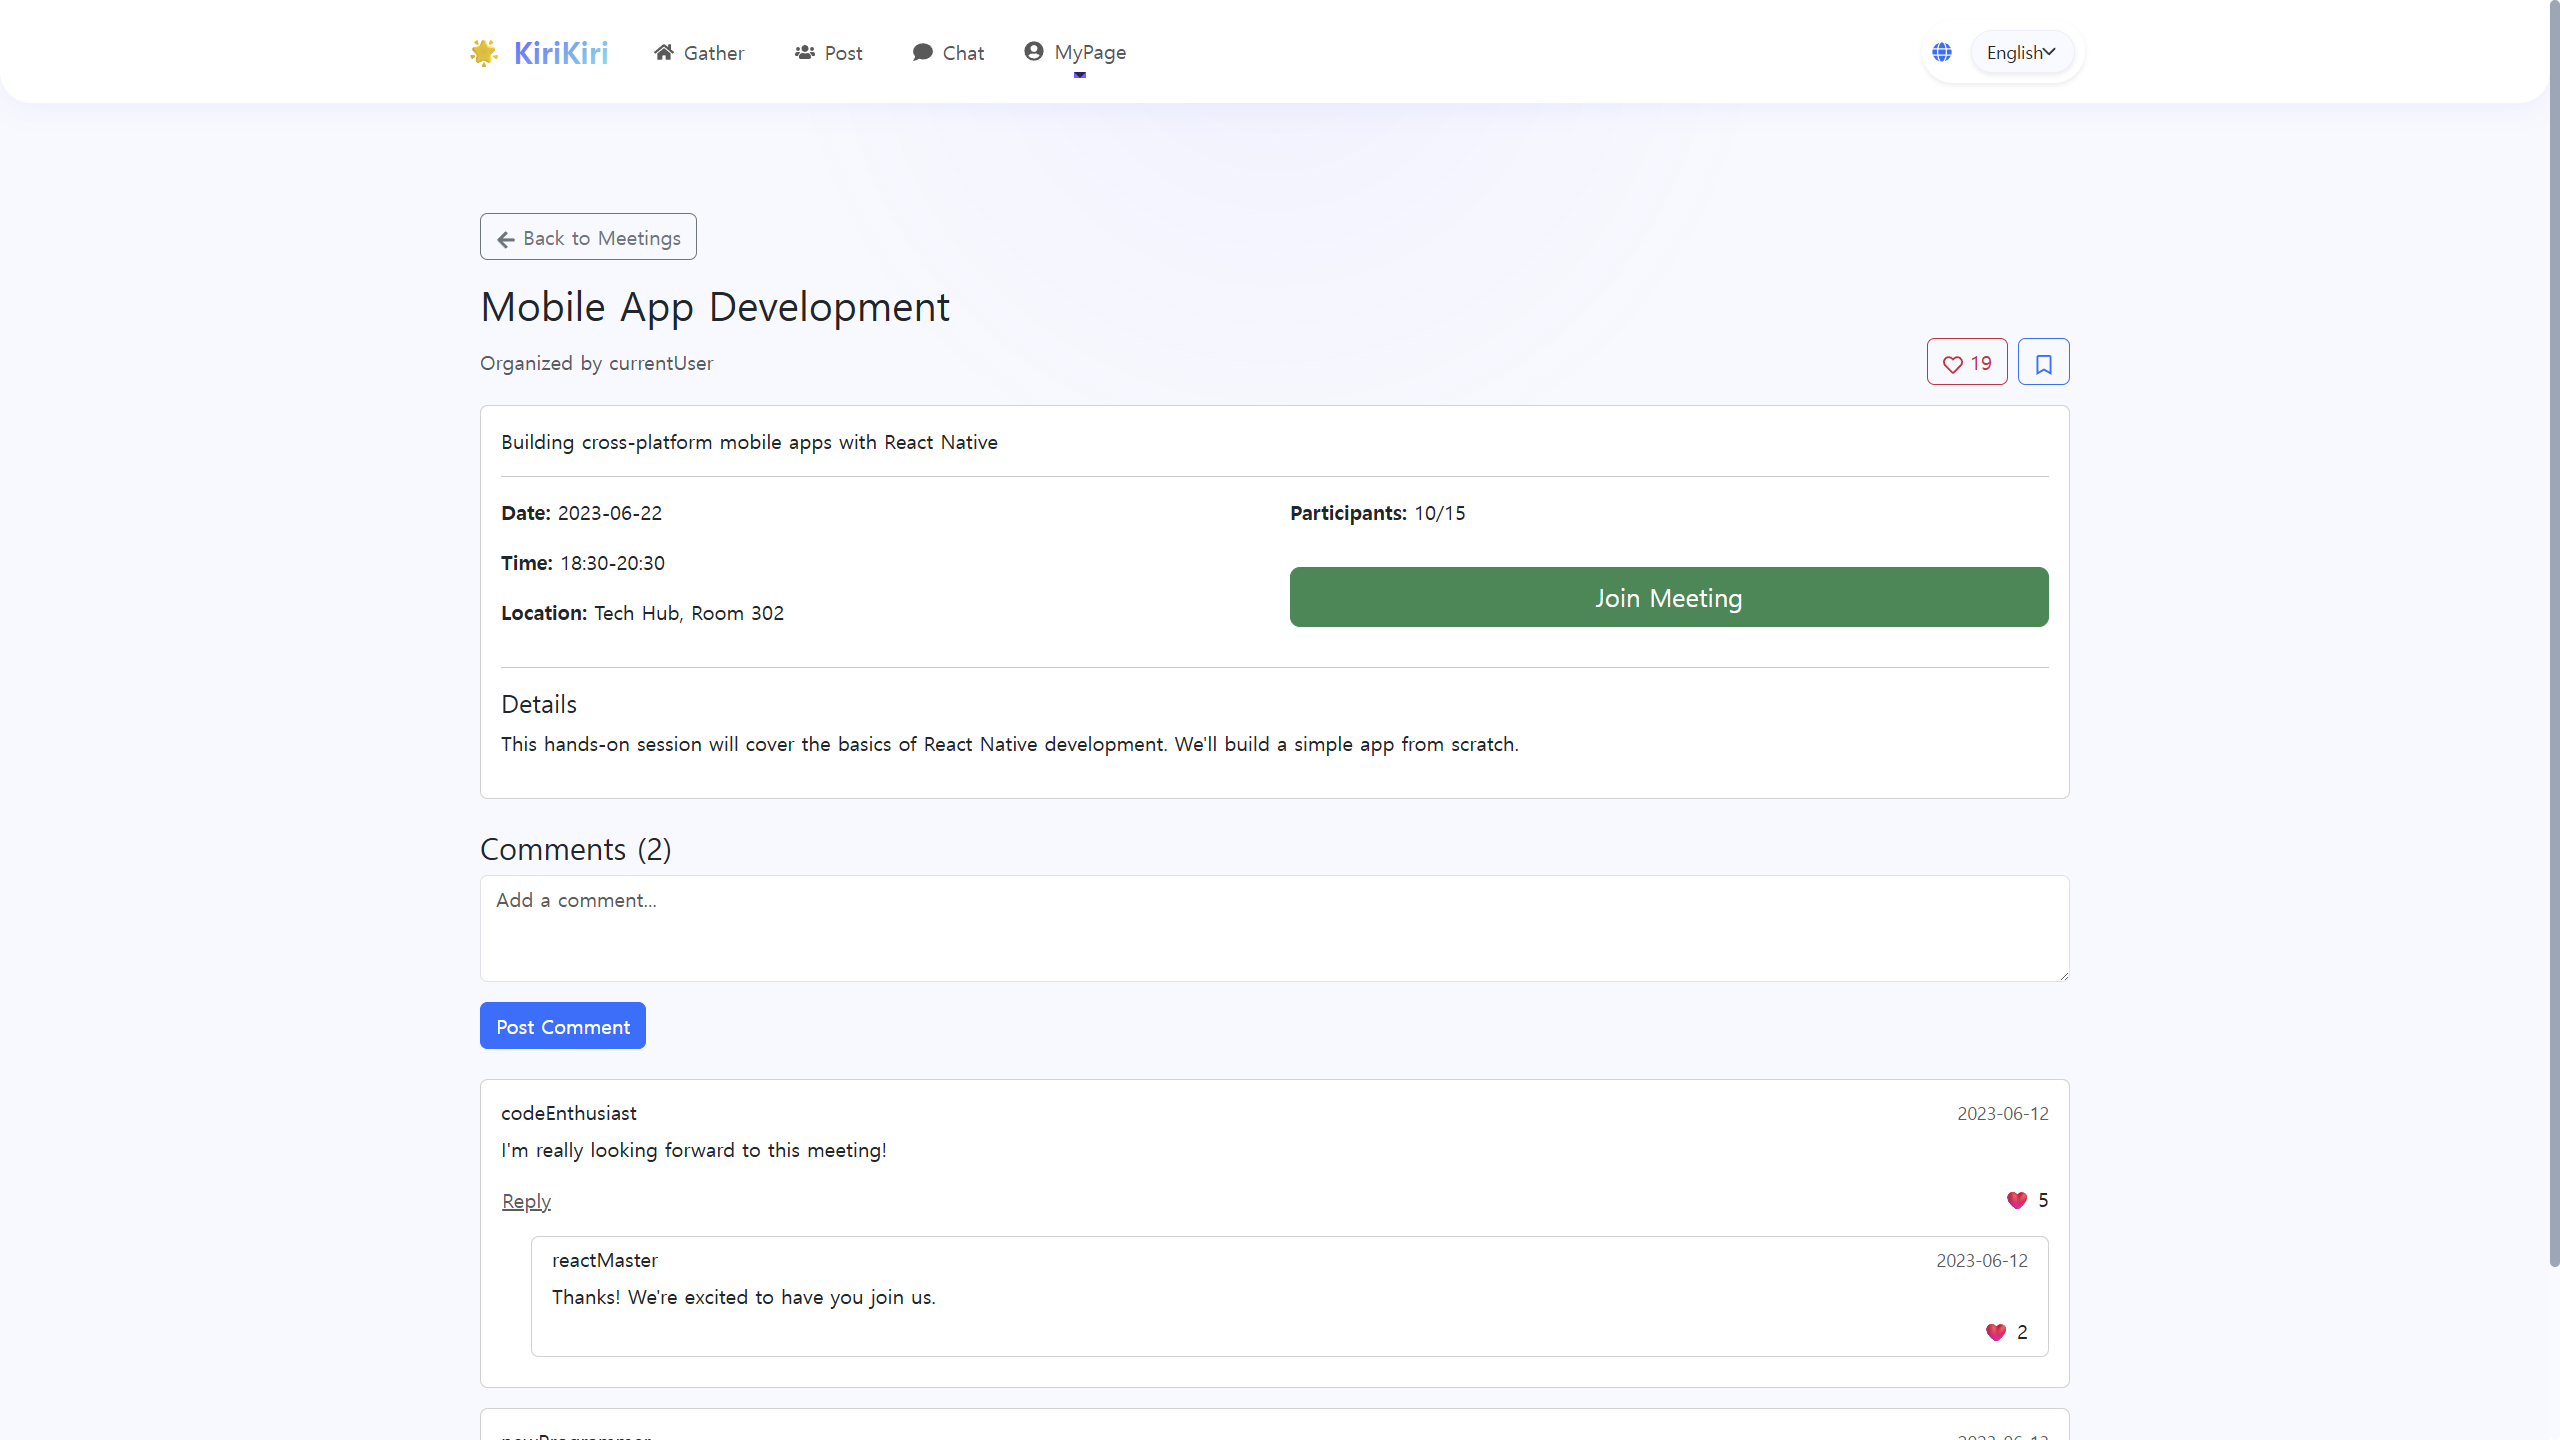 KiriKiri Gather Post Chat MyPage English
Back to Meetings
Mobile App Development
Organized by currentUser 19
Building cross-platform mobile apps with React Native
Date: 2023-06-22
Time: 18:30-20:30
Location: Tech Hub, Room 302
Participants: 10/15
Join Meeting
Details
This hands-on session will cover the basics of React Native development. We'll build a simple app from scratch.
Comments (2)
Add a comment...
Post Comment
codeEnthusiast 2023-06-12
I'm really looking forward to this meeting!
Reply 5
reactMaster 2023-06-12
Thanks! We're excited to have you join us.
2